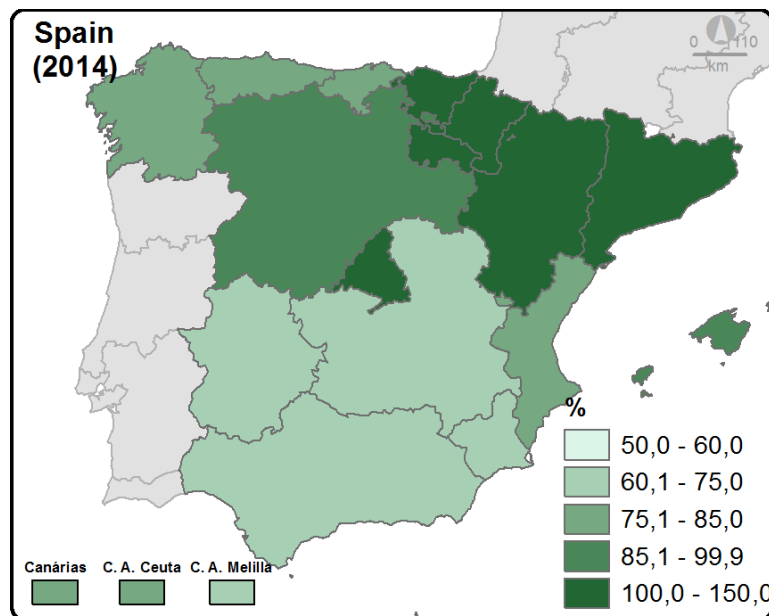 Spain
(2014)
0 110
km
%
50,0 - 60,0
60,1 - 75,0
75,1 - 85,0
85,1 - 99,9
100,0 - 150,0
Canárias C. A. Ceuta C. A. Melilla